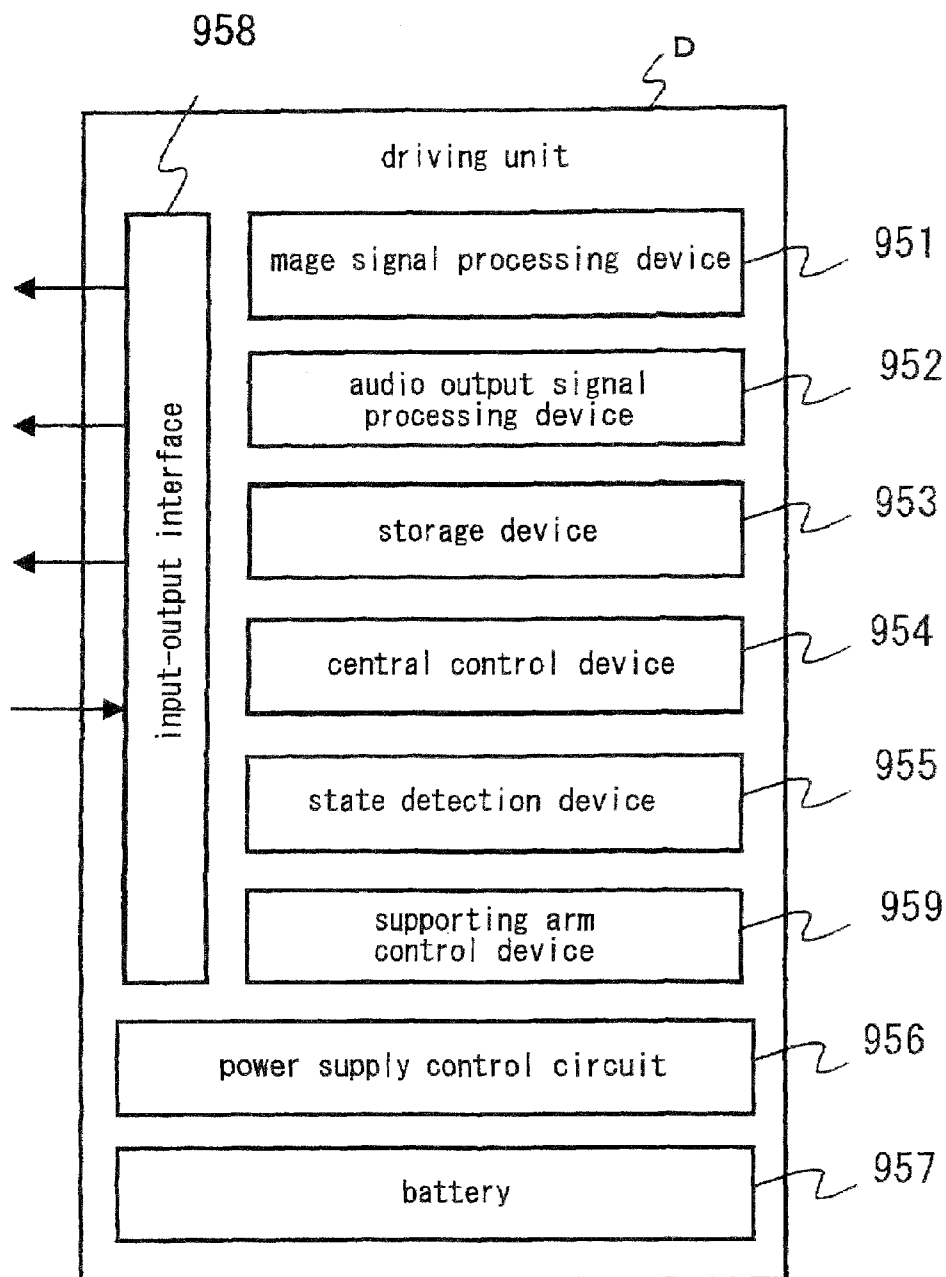 958
D
driving unit
mage signal processing device
951
audio output signal
processing device
952
input-output interface
storage device
953
central control device
954
state detection device
955
supporting arm
control device
959
power supply control circuit
956
battery
957